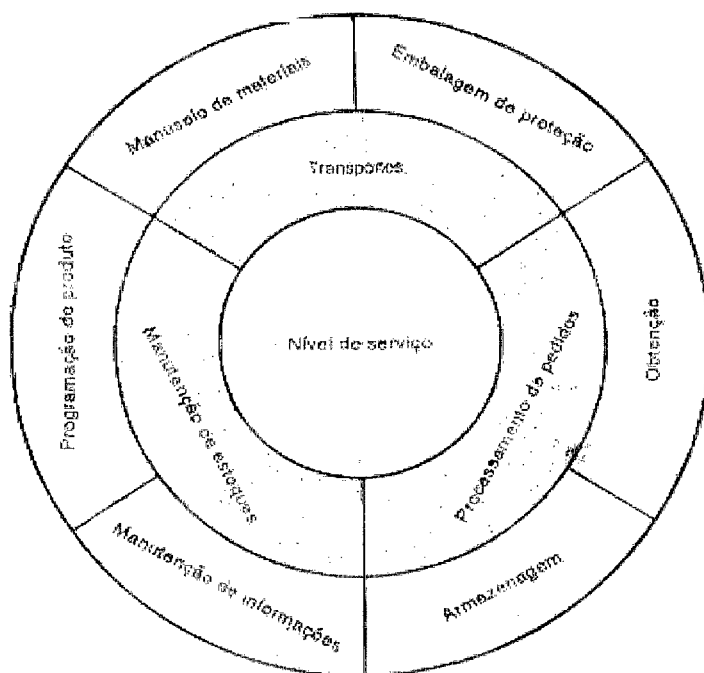 Manuseio de materiais
Embalagem de proteção
Transportes
Programação do produto
Manutenção de estoques
Nível de serviço
Processamento de pedidos
Obtenção
Manutenção de informações
Armazenagem